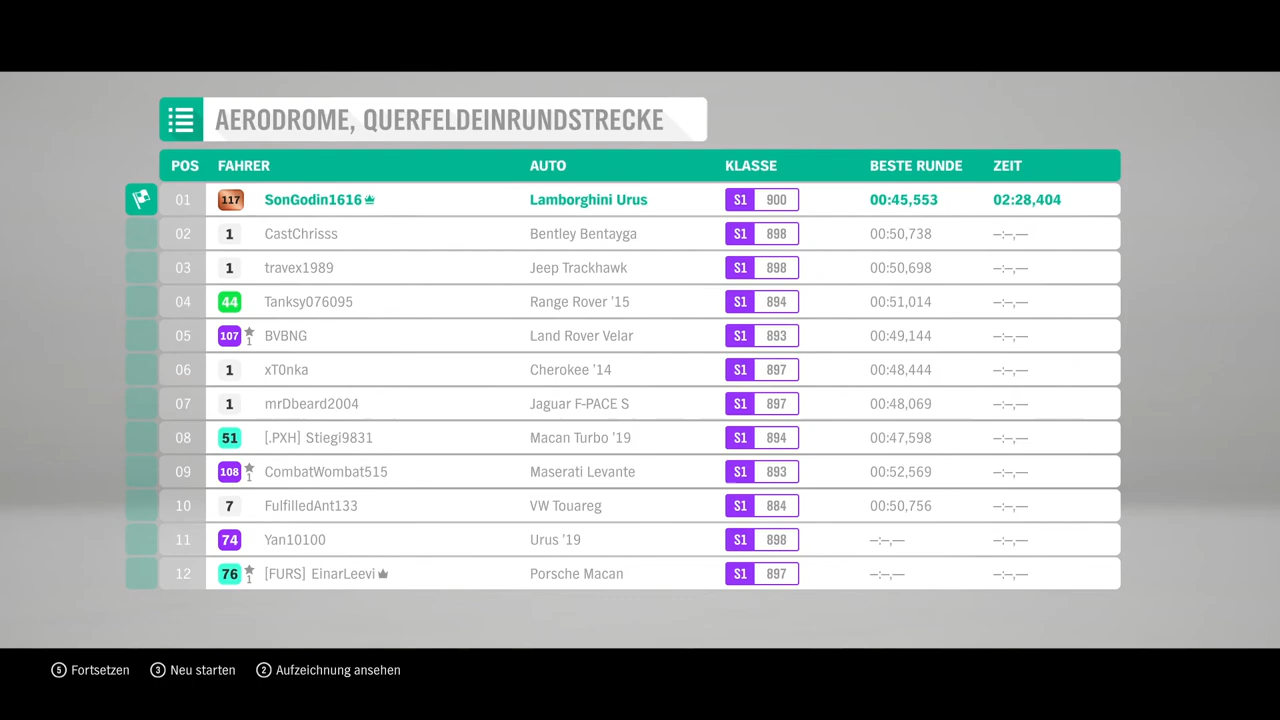 AERODROME, QUERFELDEINRUNDSTRECKE
POS FAHRER AUTO KLASSE BESTE RUNDE ZEIT
01 117 SonGodin1616 Lamborghini Urus S1 900 00:45,553 02:28,404
02 1 CastChrisss Bentley Bentayga S1 898 00:50,738 --:--,---
03 1 travex1989 Jeep Trackhawk S1 898 00:50,698 --:--,---
04 44 Tanksy076095 Range Rover '15 S1 894 00:51,014 --:--,---
05 107 1 BVBNG Land Rover Velar S1 893 00:49,144 --:--,---
06 1 xT0nka Cherokee '14 S1 897 00:48,444 --:--,---
07 1 mrDbeard2004 Jaguar F-PACE S S1 897 00:48,069 --:--,---
08 51 [.PXH] Stiegi9831 Macan Turbo '19 S1 894 00:47,598 --:--,---
09 108 1 CombatWombat515 Maserati Levante S1 893 00:52,569 --:--,---
10 7 FulfilledAnt133 VW Touareg S1 884 00:50,756 --:--,---
11 74 Yan10100 Urus '19 S1 898 --:--,--- --:--,---
12 76 1 [FURS] EinarLeevi Porsche Macan S1 897 --:--,--- --:--,---
5 Fortsetzen 3 Neu starten 2 Aufzeichnung ansehen